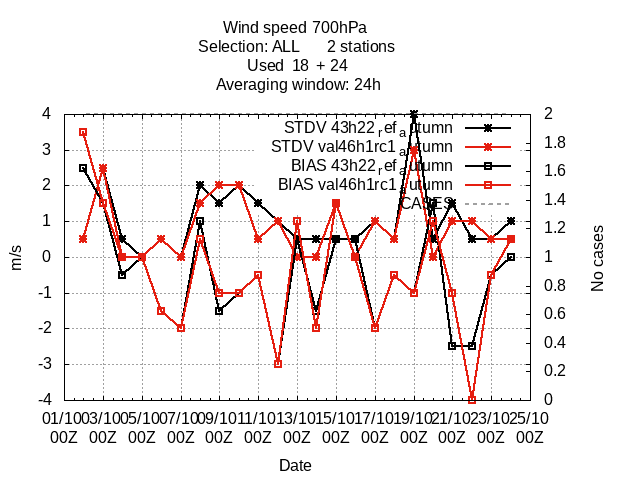 Wind speed 700hPa
Selection: ALL 2 stations
Used 18 + 24
Averaging window: 24h
STDV 43h22_ref_autumn
STDV val46h1rc1_autumn
BIAS 43h22_ref_autumn
BIAS val46h1rc1_autumn
CASES
4
3
2
1
0
-1
-2
-3
-4
m/s
2
1.8
1.6
1.4
1.2
1
0.8
0.6
0.4
0.2
0
No cases
01/10 03/10 05/10 07/10 09/10 11/10 13/10 15/10 17/10 19/10 21/10 23/10 25/10
00Z 00Z 00Z 00Z 00Z 00Z 00Z 00Z 00Z 00Z 00Z 00Z 00Z
Date